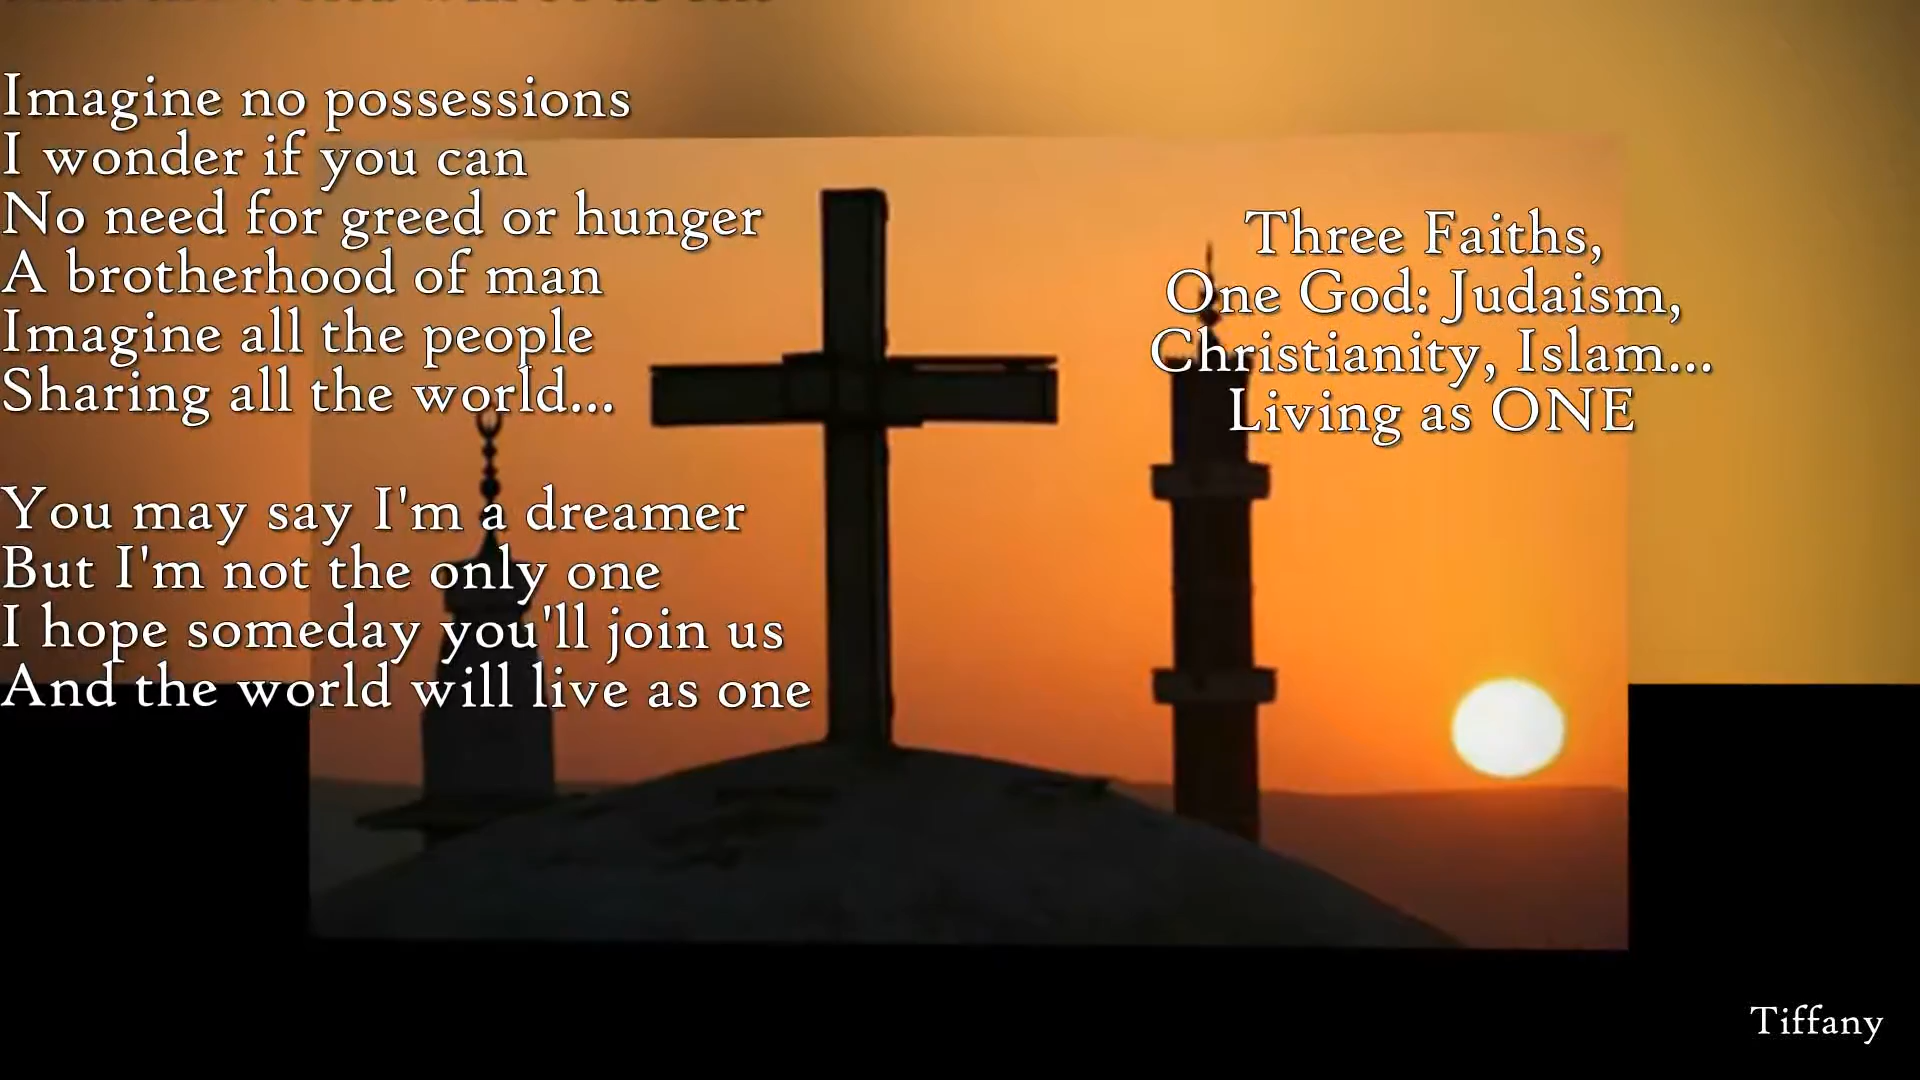 Imagine no possessions
I wonder if you can
No need for greed or hunger
A brotherhood of man
Imagine all the people
Sharing all the world...
You may say I'm a dreamer
But I'm not the only one
I hope someday you'll join us
And the world will live as one
Three Faiths,
One God: Judaism,
Christianity, Islam...
Living as ONE
Tiffany